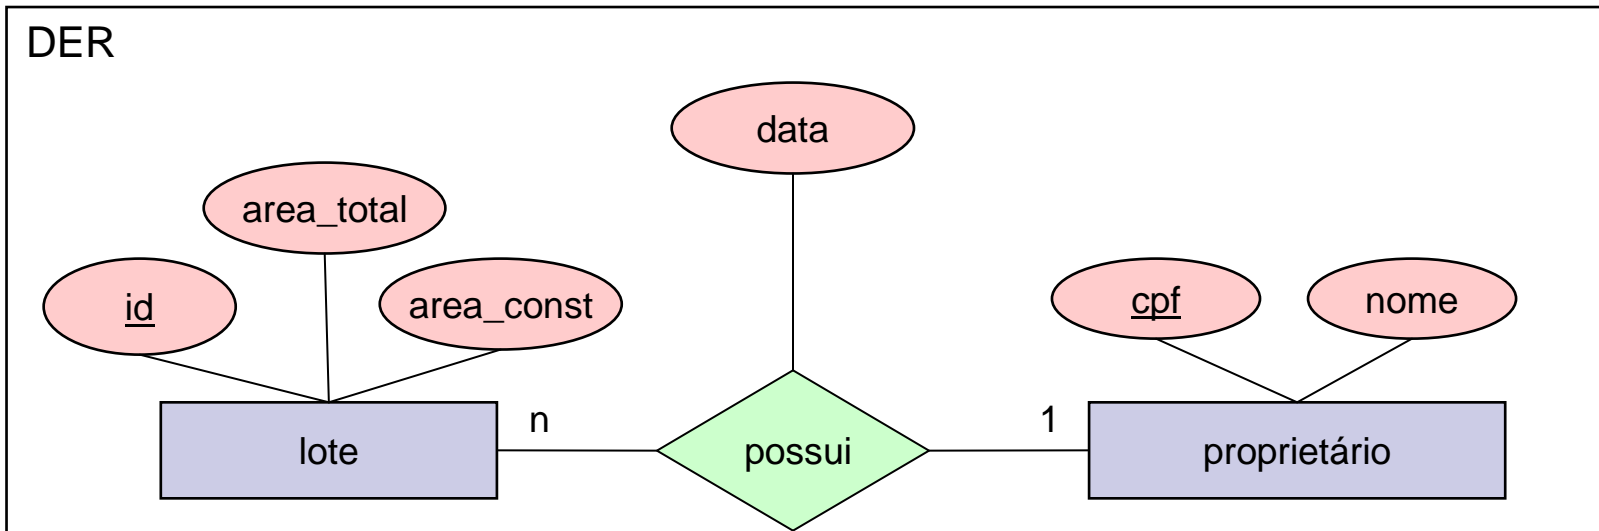 DER
data
area_total
id
area_const
cpf
nome
n
1
lote
possui
proprietário